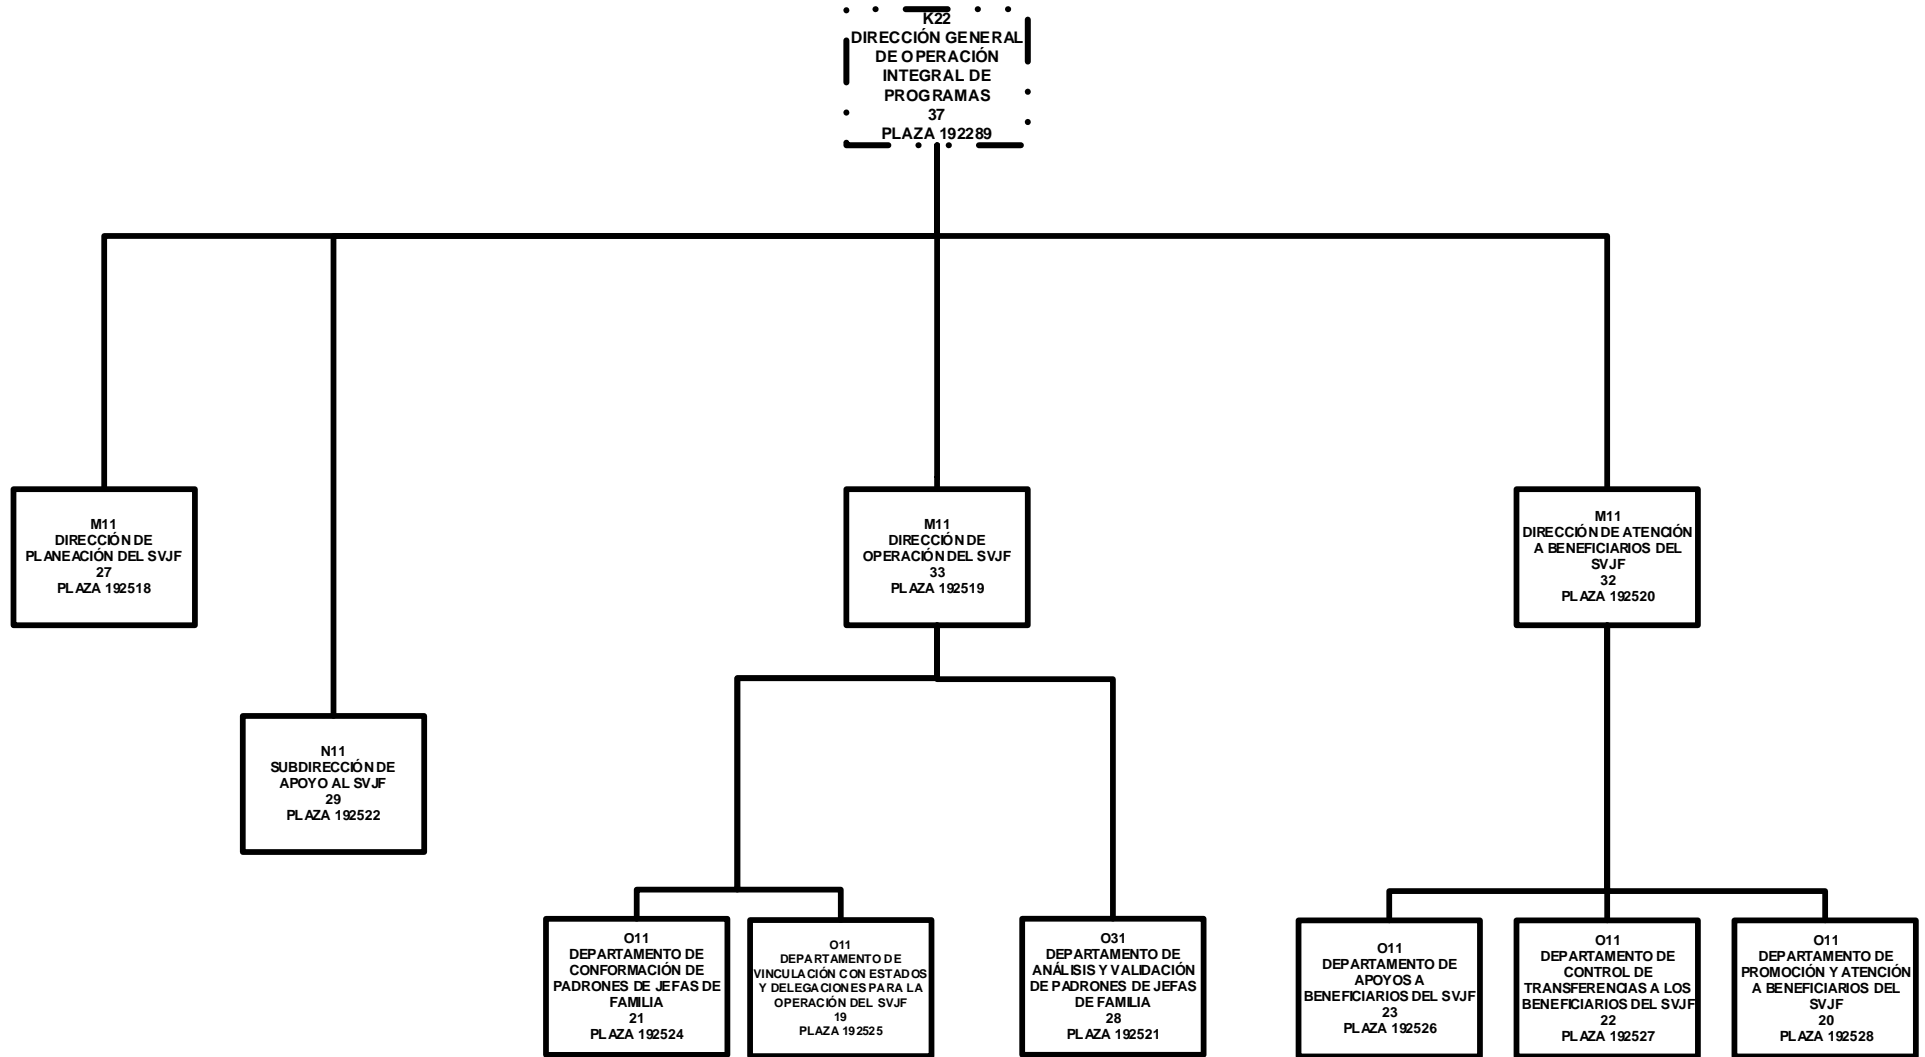 K22
DIRECCIÓN GENERAL
DE OPERACIÓN
INTEGRAL DE
PROGRAMAS
37
PLAZA 192289
M11
DIRECCIÓN DE
PLANEACIÓN DEL SVJF
27
PLAZA 192518
M11
DIRECCIÓN DE
OPERACIÓN DEL SVJF
33
PLAZA 192519
M11
DIRECCIÓN DE ATENCIÓN
A BENEFICIARIOS DEL
SVJF
32
PLAZA 192520
N11
SUBDIRECCIÓN DE
APOYO AL SVJF
29
PLAZA 192522
O11
DEPARTAMENTO DE
CONFORMACIÓN DE
PADRONES DE JEFAS DE
FAMILIA
21
PLAZA 192524
O11
DEPARTAMENTO DE
VINCULACIÓN CON ESTADOS
Y DELEGACIONES PARA LA
OPERACIÓN DEL SVJF
19
PLAZA 192525
O31
DEPARTAMENTO DE
ANÁLISIS Y VALIDACIÓN
DE PADRONES DE JEFAS
DE FAMILIA
28
PLAZA 192521
O11
DEPARTAMENTO DE
APOYOS A
BENEFICIARIOS DEL SVJF
23
PLAZA 192526
O11
DEPARTAMENTO DE
CONTROL DE
TRANSFERENCIAS A LOS
BENEFICIARIOS DEL SVJF
22
PLAZA 192527
O11
DEPARTAMENTO DE
PROMOCIÓN Y ATENCIÓN
A BENEFICIARIOS DEL
SVJF
20
PLAZA 192528